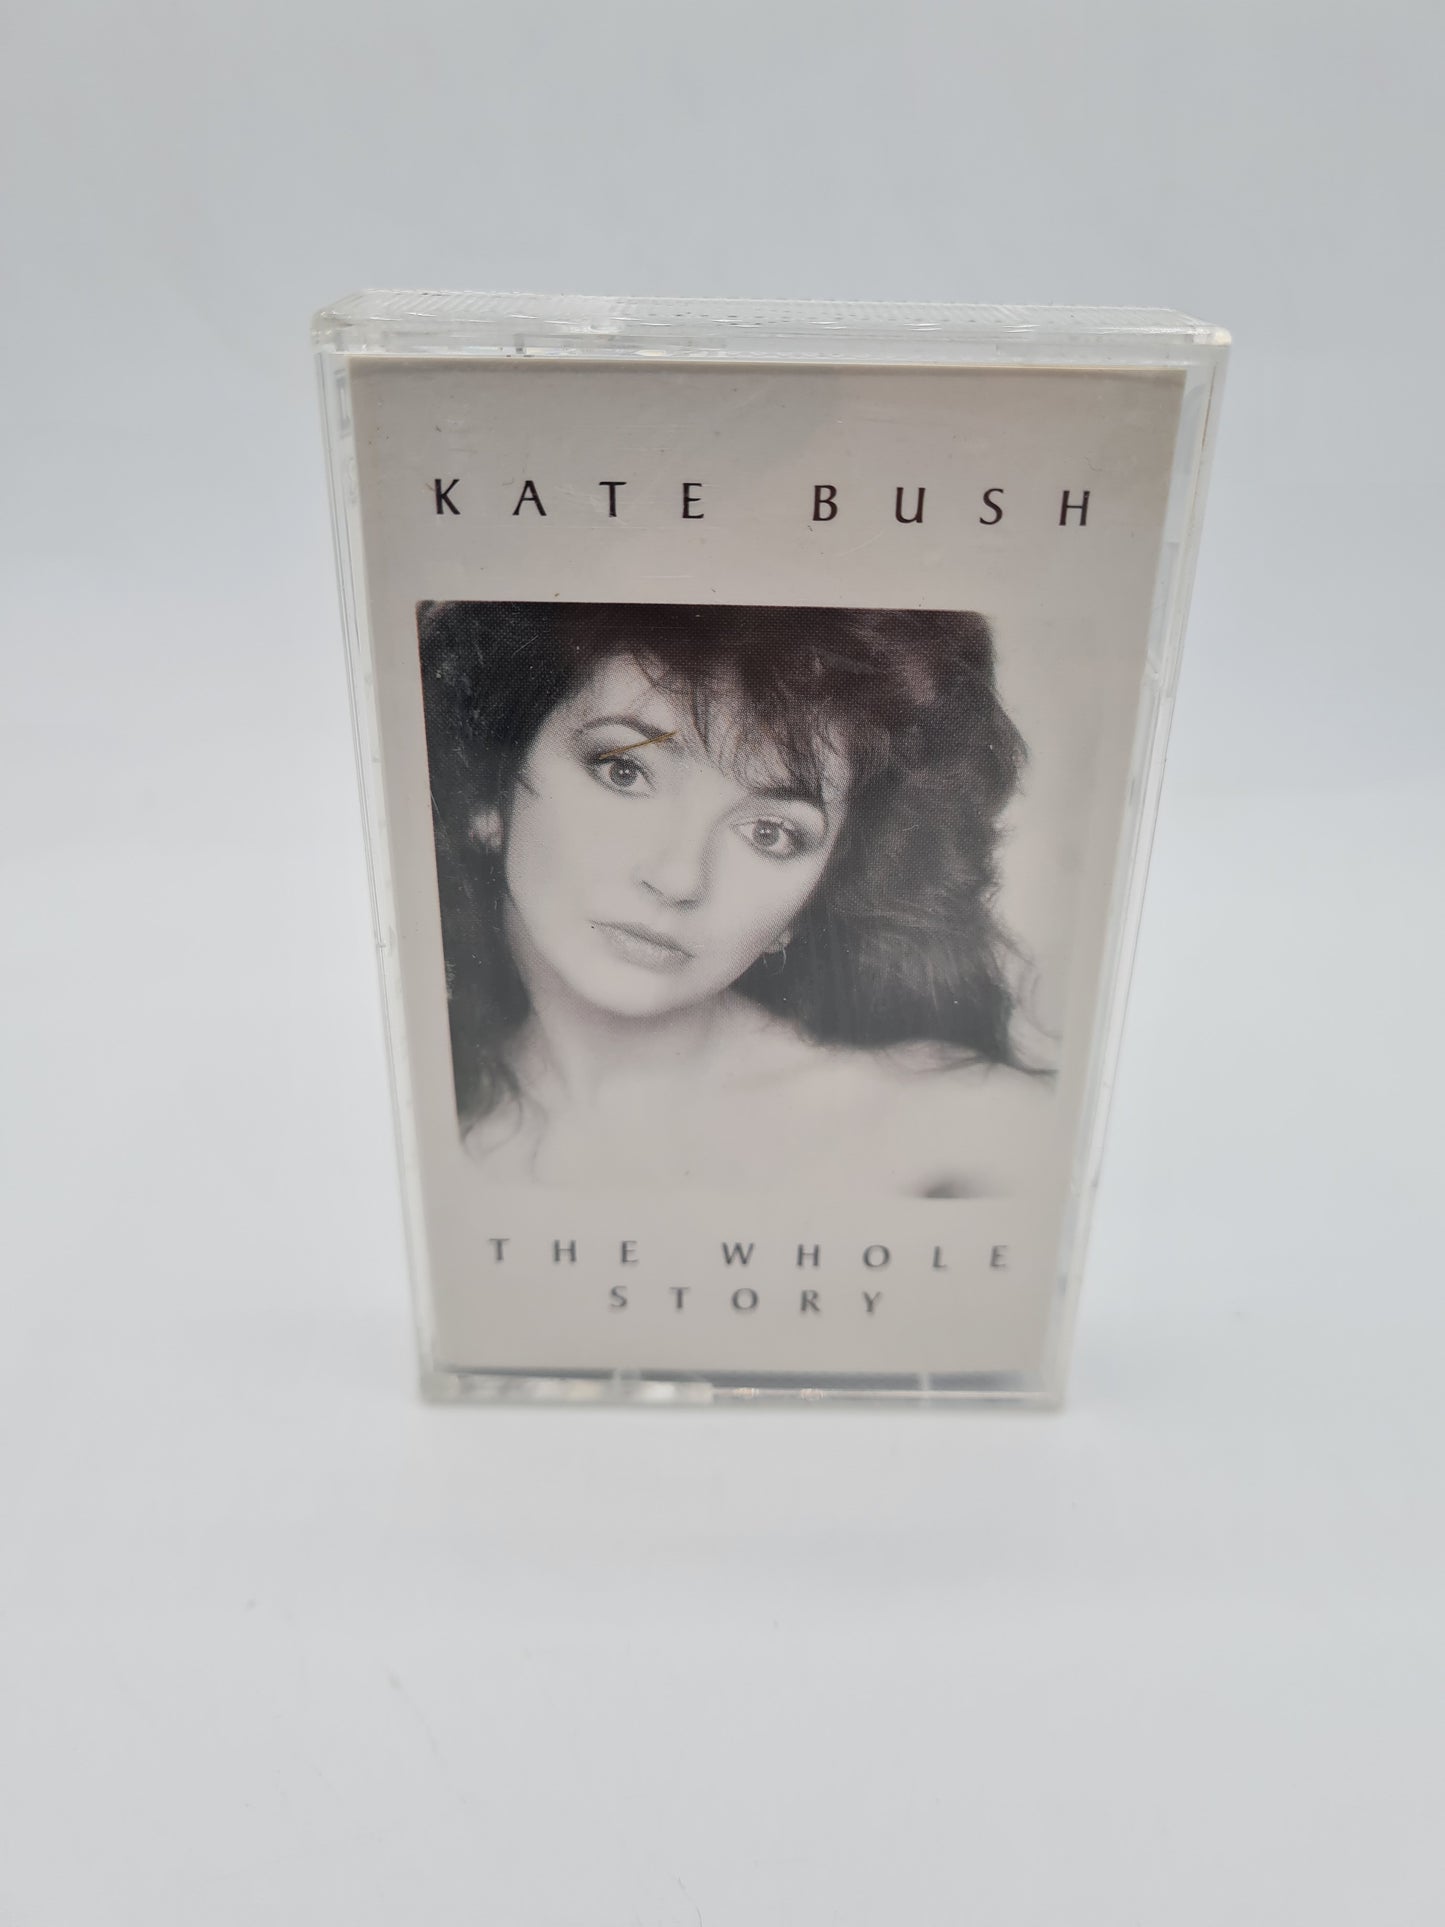 KATE BUSH
THE WHOLE
STORY